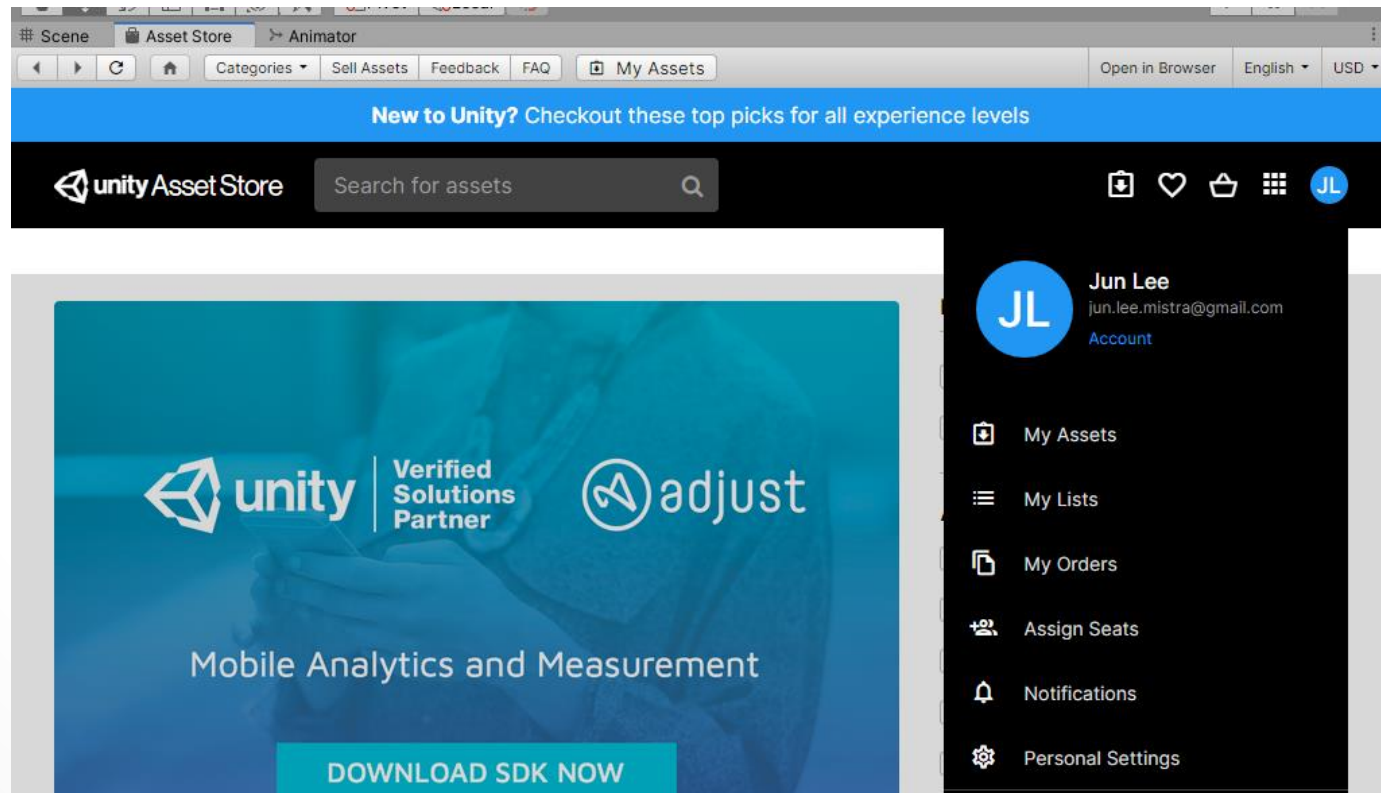 Scene Asset Store Animator
Categories Sell Assets Feedback FAQ My Assets Open in Browser English USD
New to Unity? Checkout these top picks for all experience levels
unity Asset Store Search for assets JL
JL
Jun Lee
jun.lee.mistra@gmail.com
Account
My Assets
My Lists
My Orders
Assign Seats
Notifications
Personal Settings
unity
Verified
Solutions
Partner
adjust
Mobile Analytics and Measurement
DOWNLOAD SDK NOW